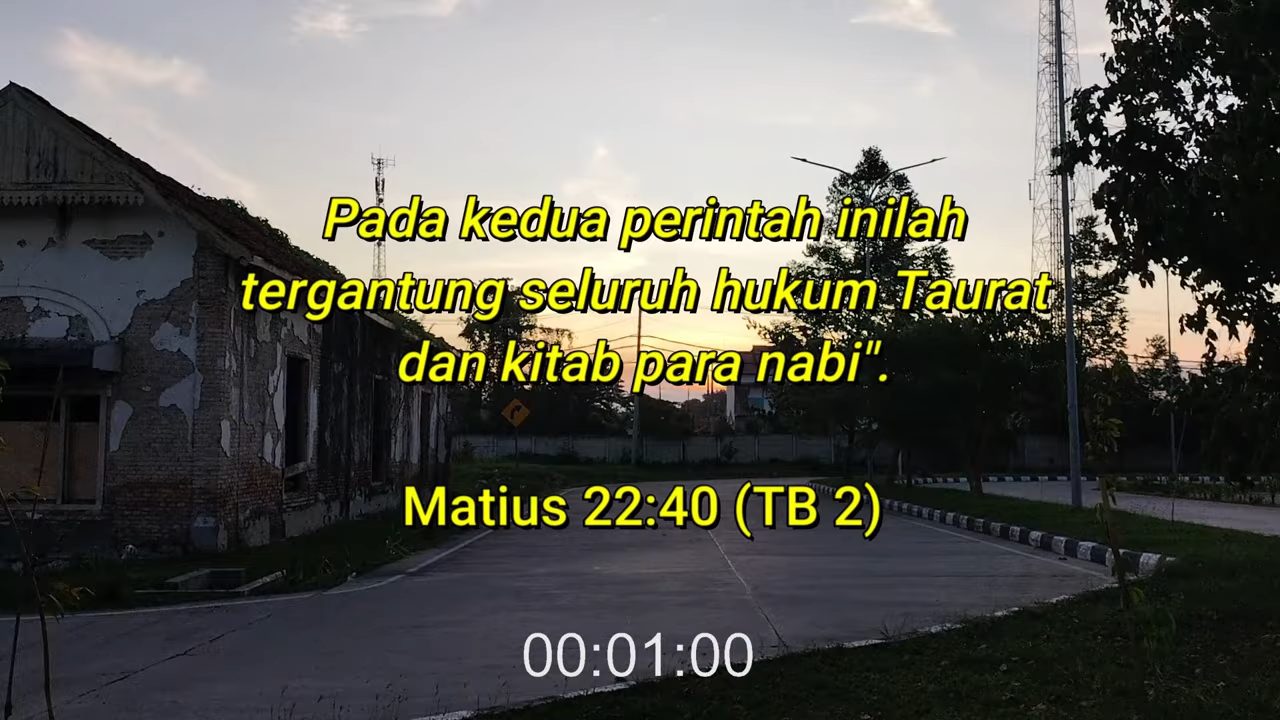 Pada kedua perintah inilah
tergantung seluruh hukum Taurat
dan kitab para nabi".
Matius 22:40 (TB 2)
00:01:00